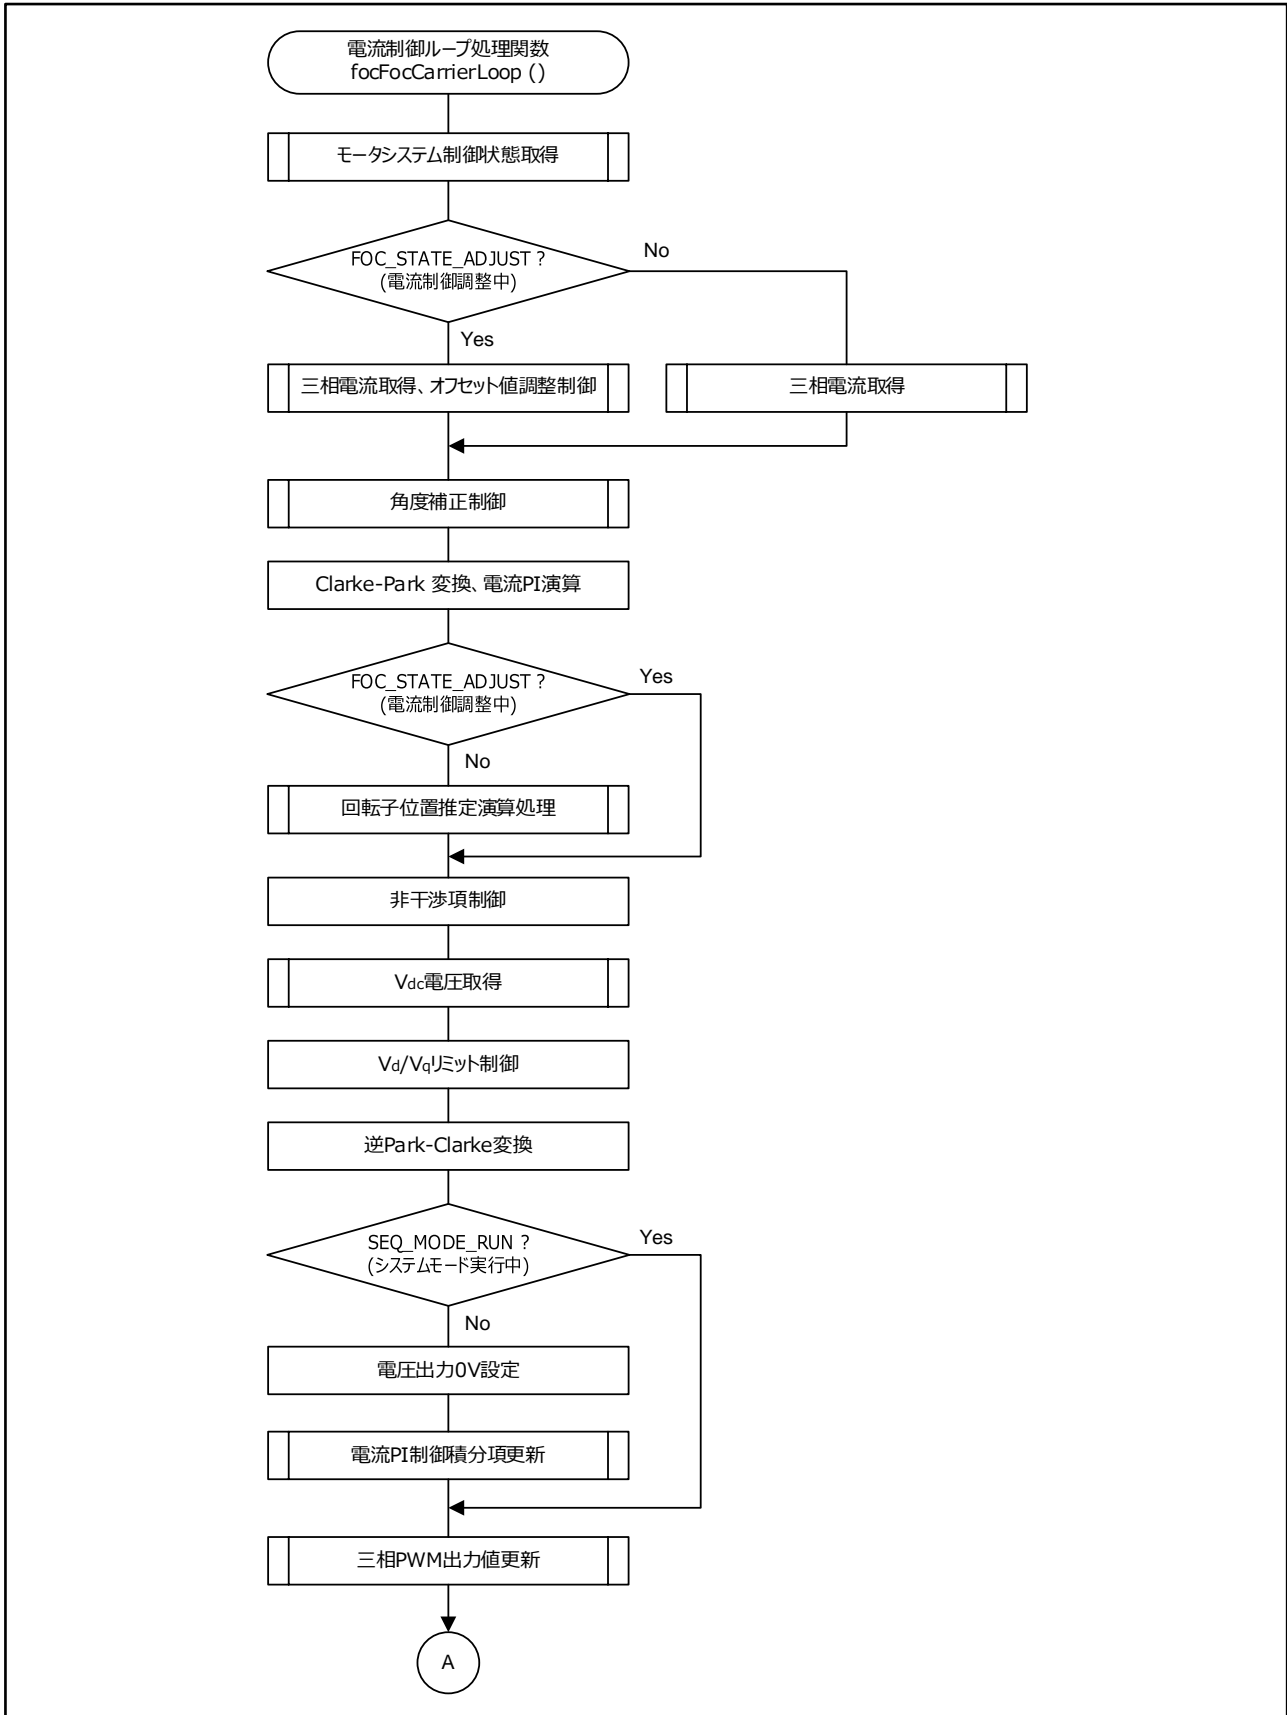 電流制御ループ処理関数
focFocCarrierLoop ()
モータシステム制御状態取得
FOC_STATE_ADJUST ?
(電流制御調整中)
No
Yes
三相電流取得、オフセット値調整制御
三相電流取得
角度補正制御
Clarke-Park 変換、電流PI演算
FOC_STATE_ADJUST ?
(電流制御調整中)
Yes
No
回転子位置推定演算処理
非干渉項制御
Vdc電圧取得
Vd/Vqリミット制御
逆Park-Clarke変換
SEQ_MODE_RUN ?
(システムモード実行中)
Yes
No
電圧出力0V設定
電流PI制御積分項更新
三相PWM出力値更新
A